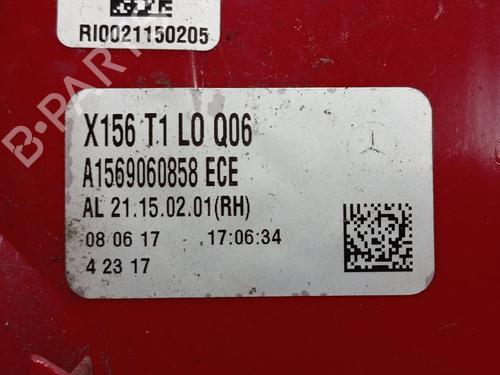 RI0021150205
X156 T1 LO Q06
A1569060858 ECE
AL 21.15.02.01(RH)
08 06 17 17:06:34
4 23 17
B-PARTS